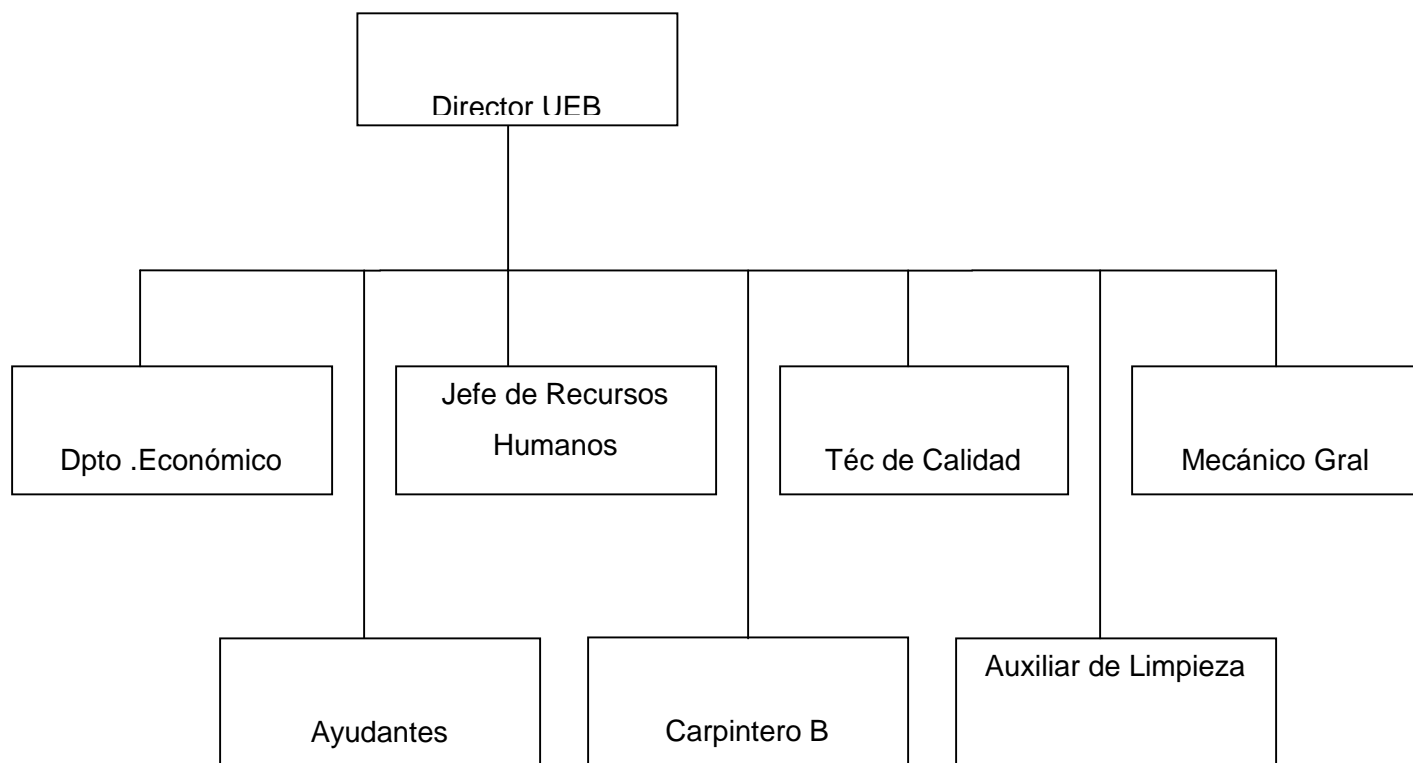 Director UEB
Jefe de Recursos
Humanos
Dpto .Económico
Téc de Calidad
Mecánico Gral
Auxiliar de Limpieza
Ayudantes
Carpintero B